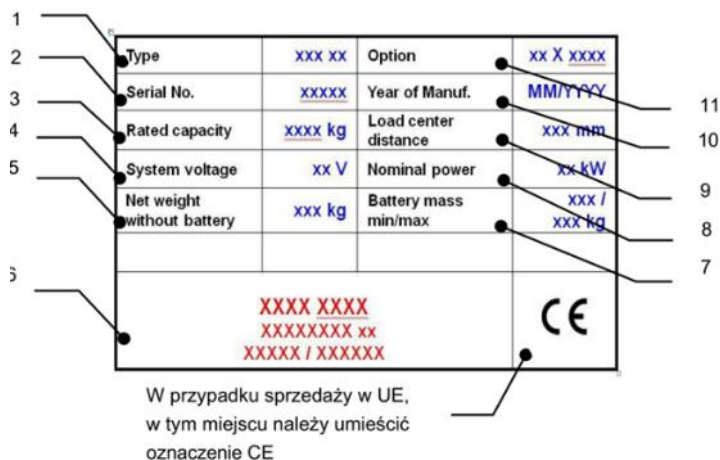 1
2
3
4
5
6
Type xxx xx Option xx X xxxx
Serial No. xxxxx Year of Manuf. MM/YYYY
Rated capacity xxxx kg Load center distance xxx mm
System voltage xx V Nominal power xx kW
Net weight without battery xxx kg Battery mass min/max xxx / xxx kg
XXXX XXXX
XXXXXXXX xx
XXXXX / XXXXXX
CE
11
10
9
8
7
W przypadku sprzedaży w UE,
w tym miejscu należy umieścić
oznaczenie CE